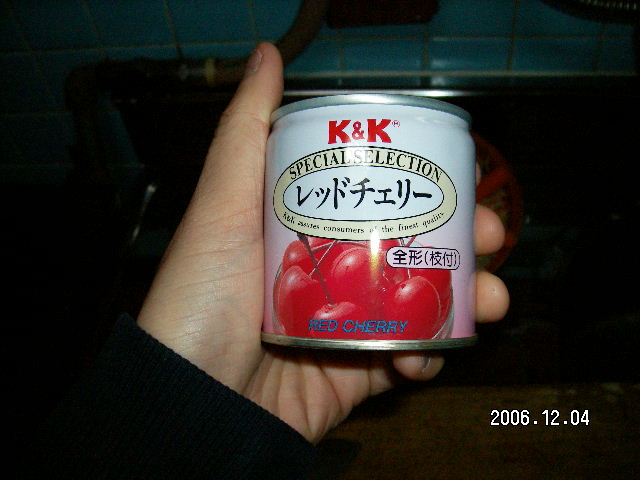 K&K®
SPECIAL SELECTION
レッドチェリー
K&K assures consumers of the finest quality
全形(枝付)
RED CHERRY
2006.12.04